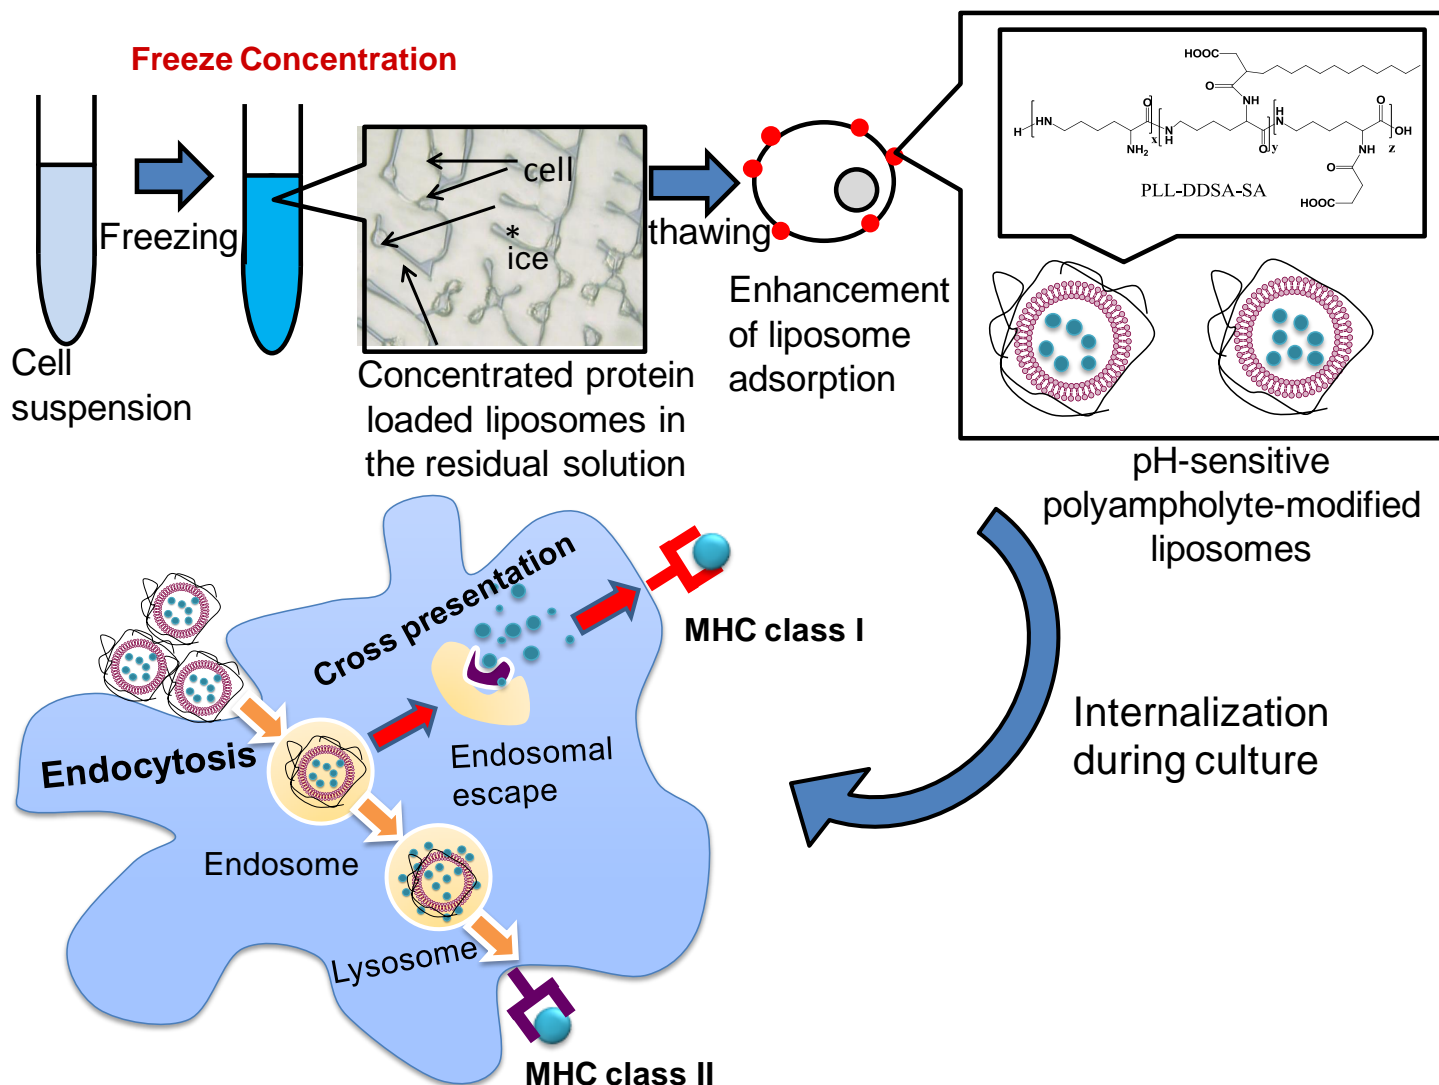 Freeze Concentration
Freezing
Cell
suspension
cell
*
ice
Concentrated protein
loaded liposomes in
the residual solution
thawing
Enhancement
of liposome
adsorption
HOOC
O
NH
H
HN
NH2
x
O
N
H
O
y
H
N
O
OH
z
NH
O
HOOC
PLL-DDSA-SA
pH-sensitive
polyampholyte-modified
liposomes
Internalization
during culture
Cross presentation
MHC class I
Endocytosis
Endosomal
escape
Endosome
Lysosome
MHC class II